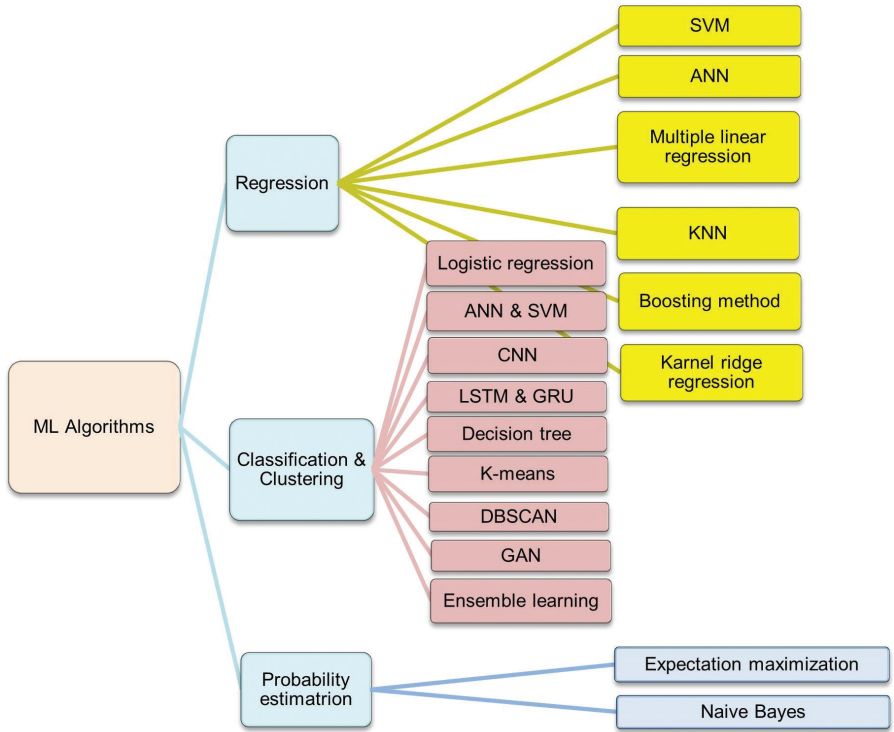 ML Algorithms
Regression
SVM
ANN
Multiple linear
regression
KNN
Boosting method
Karnel ridge
regression
Classification &
Clustering
Logistic regression
ANN & SVM
CNN
LSTM & GRU
Decision tree
K-means
DBSCAN
GAN
Ensemble learning
Probability
estimatrion
Expectation maximization
Naive Bayes